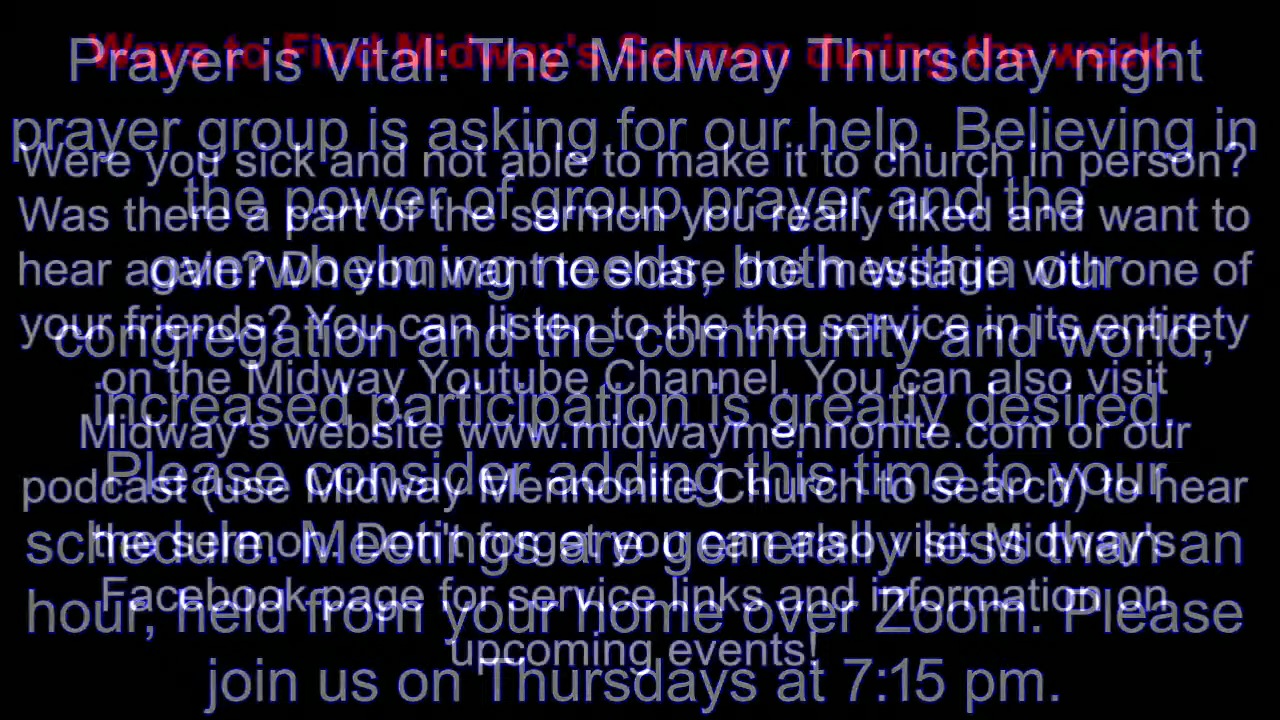 Ways to Find Midway's Sermon during the week:
Were you sick and not able to make it to church in person?
Was there a part of the sermon you really liked and want to
hear again? Do you want to share the message with one of
your friends? You can listen to the the service in its entirety
on the Midway Youtube Channel. You can also visit
Midway's website www.midwaymennonite.com or our
podcast (use Midway Mennonite Church to search) to hear
the sermon. Don't forget you can also visit Midway's
Facebook page for service links and information on
upcoming events!
Prayer is Vital: The Midway Thursday night
prayer group is asking for our help. Believing in
the power of group prayer and the
overwhelming needs, both within our
congregation and the community and world,
increased participation is greatly desired.
Please consider adding this time to your
schedule. Meetings are generally less than an
hour, held from your home over Zoom. Please
join us on Thursdays at 7:15 pm.